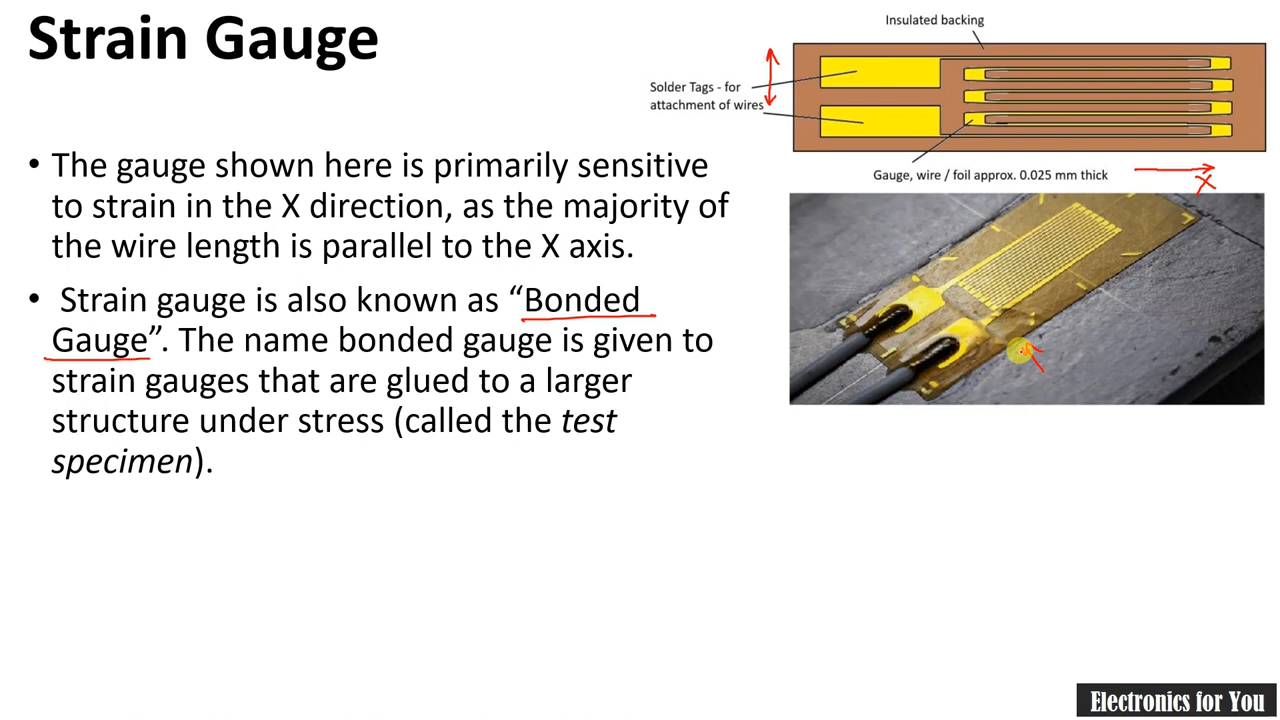 Strain Gauge
Insulated backing
Solder Tags - for
attachment of wires
Gauge, wire / foil approx. 0.025 mm thick
X
• The gauge shown here is primarily sensitive
to strain in the X direction, as the majority of
the wire length is parallel to the X axis.
• Strain gauge is also known as “Bonded
Gauge”. The name bonded gauge is given to
strain gauges that are glued to a larger
structure under stress (called the test
specimen).
Electronics for You